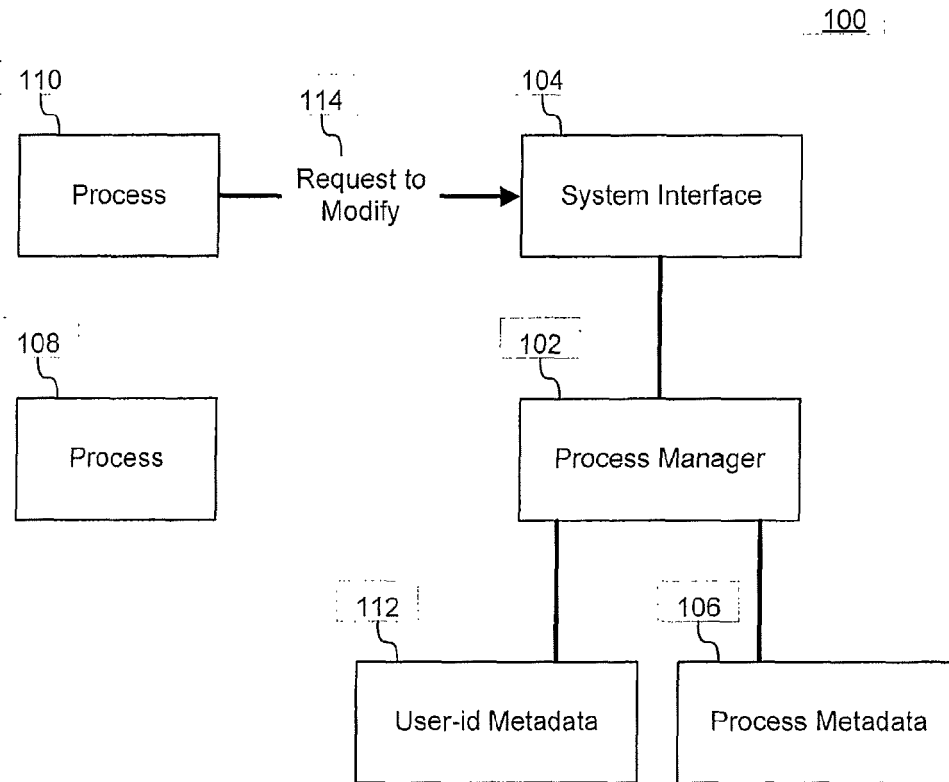 100
110
114
104
Process
Request to
Modify
System Interface
108
102
Process
Process Manager
112
106
User-id Metadata
Process Metadata